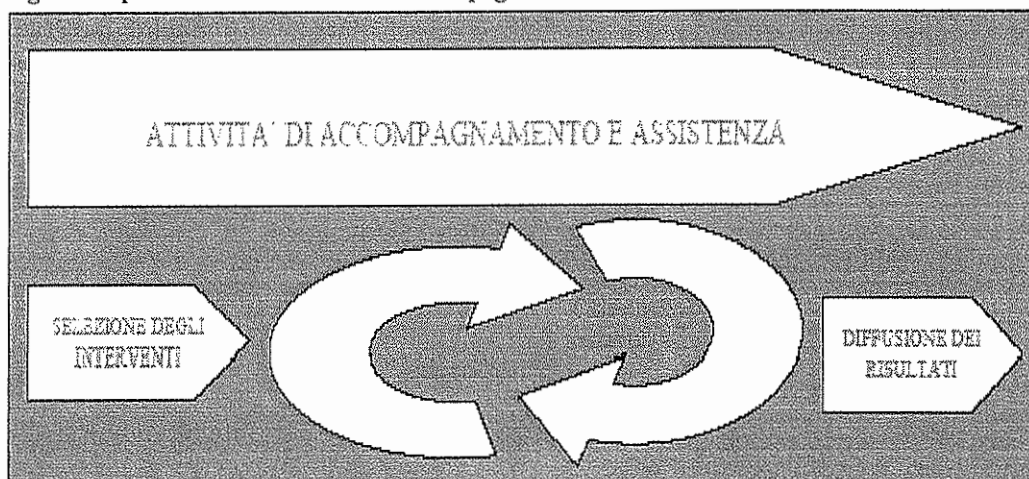 ATTIVITA' DI ACCOMPAGNAMENTO E ASSISTENZA
SELEZIONE DEGLI
INTERVENTI
DIFFUSIONE DEI
RISULTATI